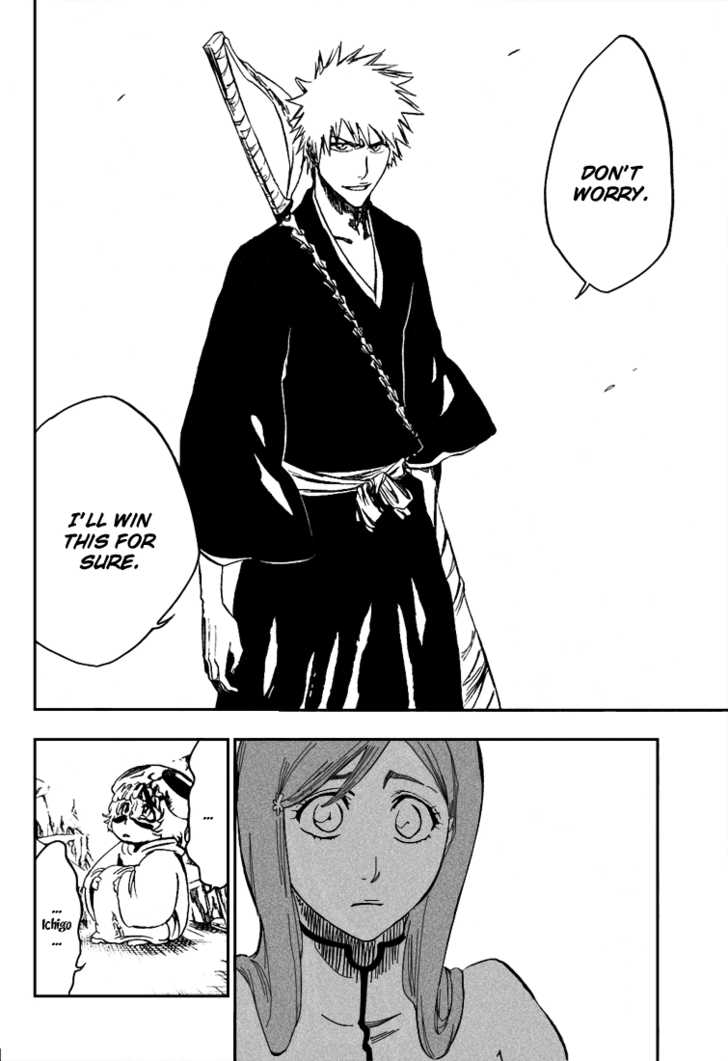 DON'T
WORRY.
I'LL WIN
THIS FOR
SURE.
...
...
Ichigo
...